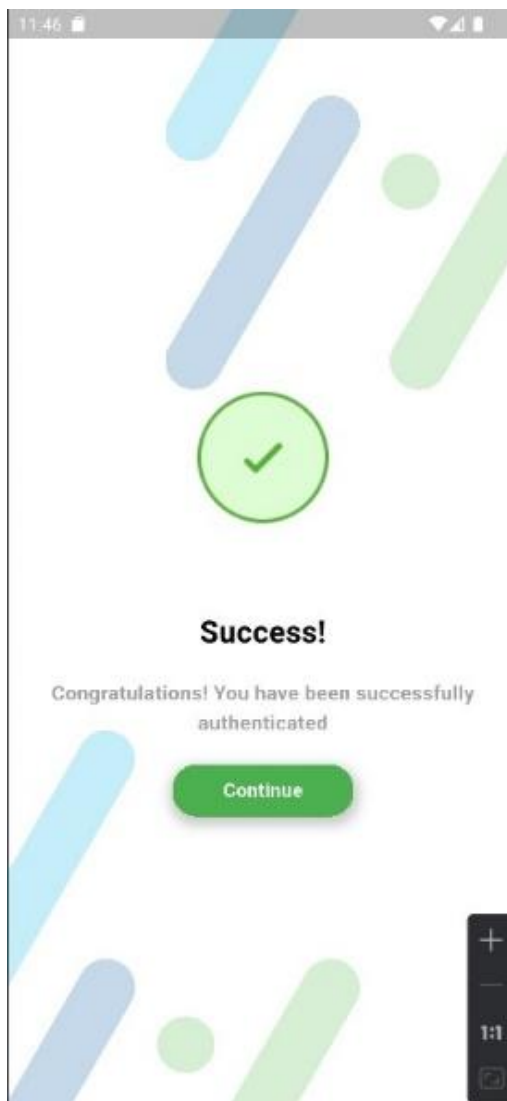 11:46
Success!
Congratulations! You have been successfully
authenticated
Continue
1:1